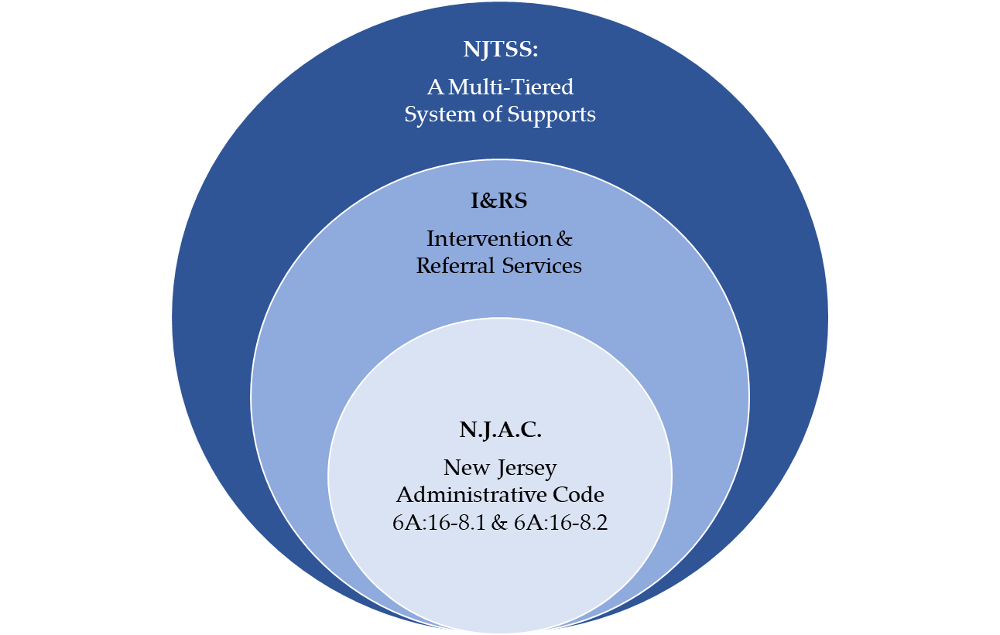 NJTSS:
A Multi-Tiered
System of Supports
I&RS
Intervention &
Referral Services
N.J.A.C.
New Jersey
Administrative Code
6A:16-8.1 & 6A:16-8.2